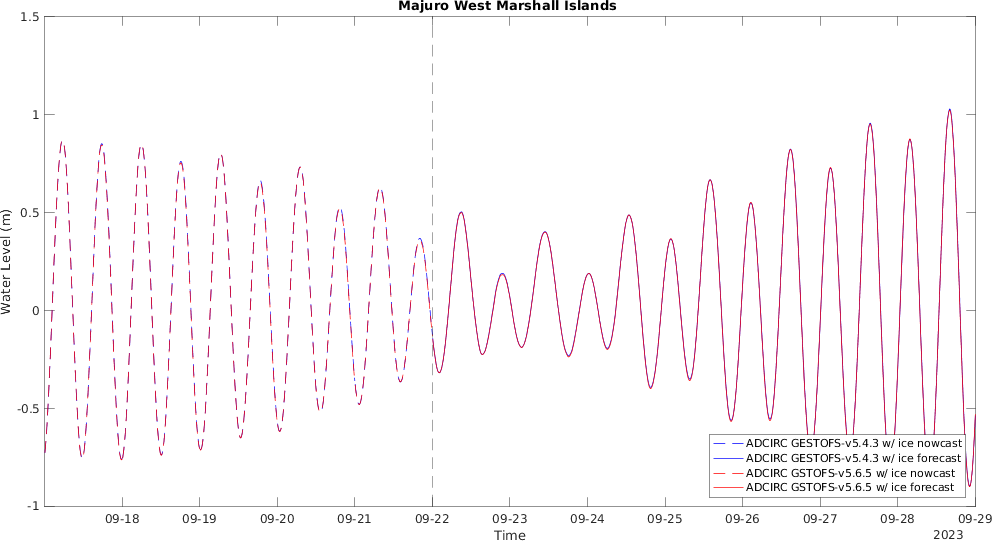 Majuro West Marshall Islands
1.5
1
0.5
0
-0.5
-1
Water Level (m)
ADCIRC GESTOFS-v5.4.3 w/ ice nowcast
ADCIRC GESTOFS-v5.4.3 w/ ice forecast
ADCIRC GSTOFS-v5.6.5 w/ ice nowcast
ADCIRC GSTOFS-v5.6.5 w/ ice forecast
09-18 09-19 09-20 09-21 09-22 09-23 09-24 09-25 09-26 09-27 09-28 09-29
Time
2023